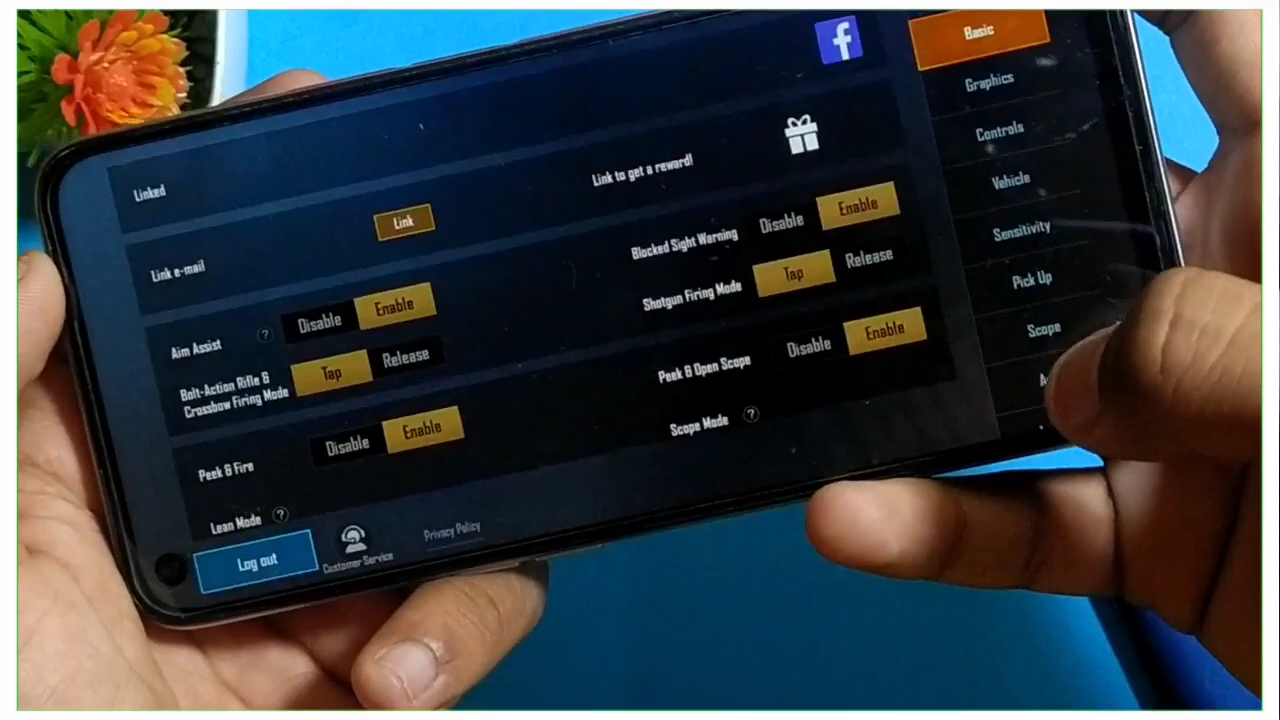 Linked
Link e-mail
Link
Link to get a reward!
Aim Assist ? Disable Enable
Blocked Sight Warning Disable Enable
Bolt-Action Rifle &
Crossbow Firing Mode
Tap Release
Shotgun Firing Mode Tap Release
Peek & Fire Disable Enable
Peek & Open Scope Disable Enable
Lean Mode ?
Scope Mode ?
Log out
Customer Service
Privacy Policy
Basic
Graphics
Controls
Vehicle
Sensitivity
Pick Up
Scope